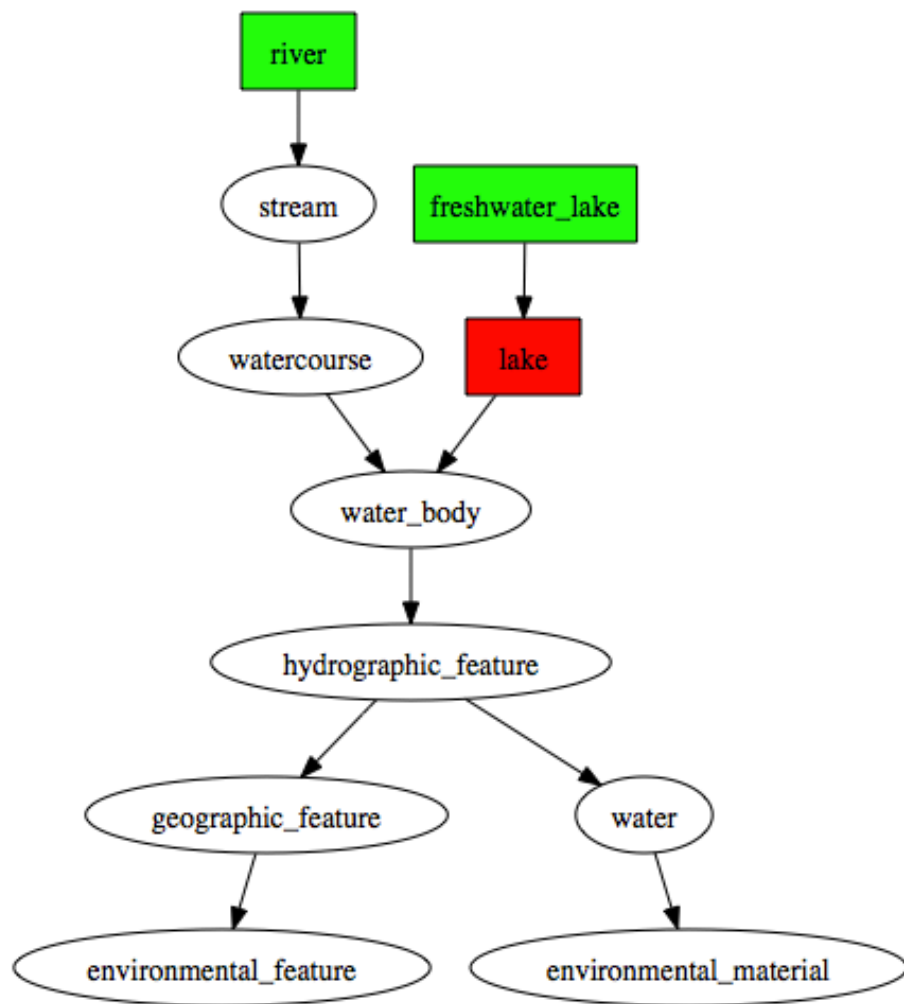 river
stream
freshwater_lake
watercourse
lake
water_body
hydrographic_feature
geographic_feature
water
environmental_feature
environmental_material